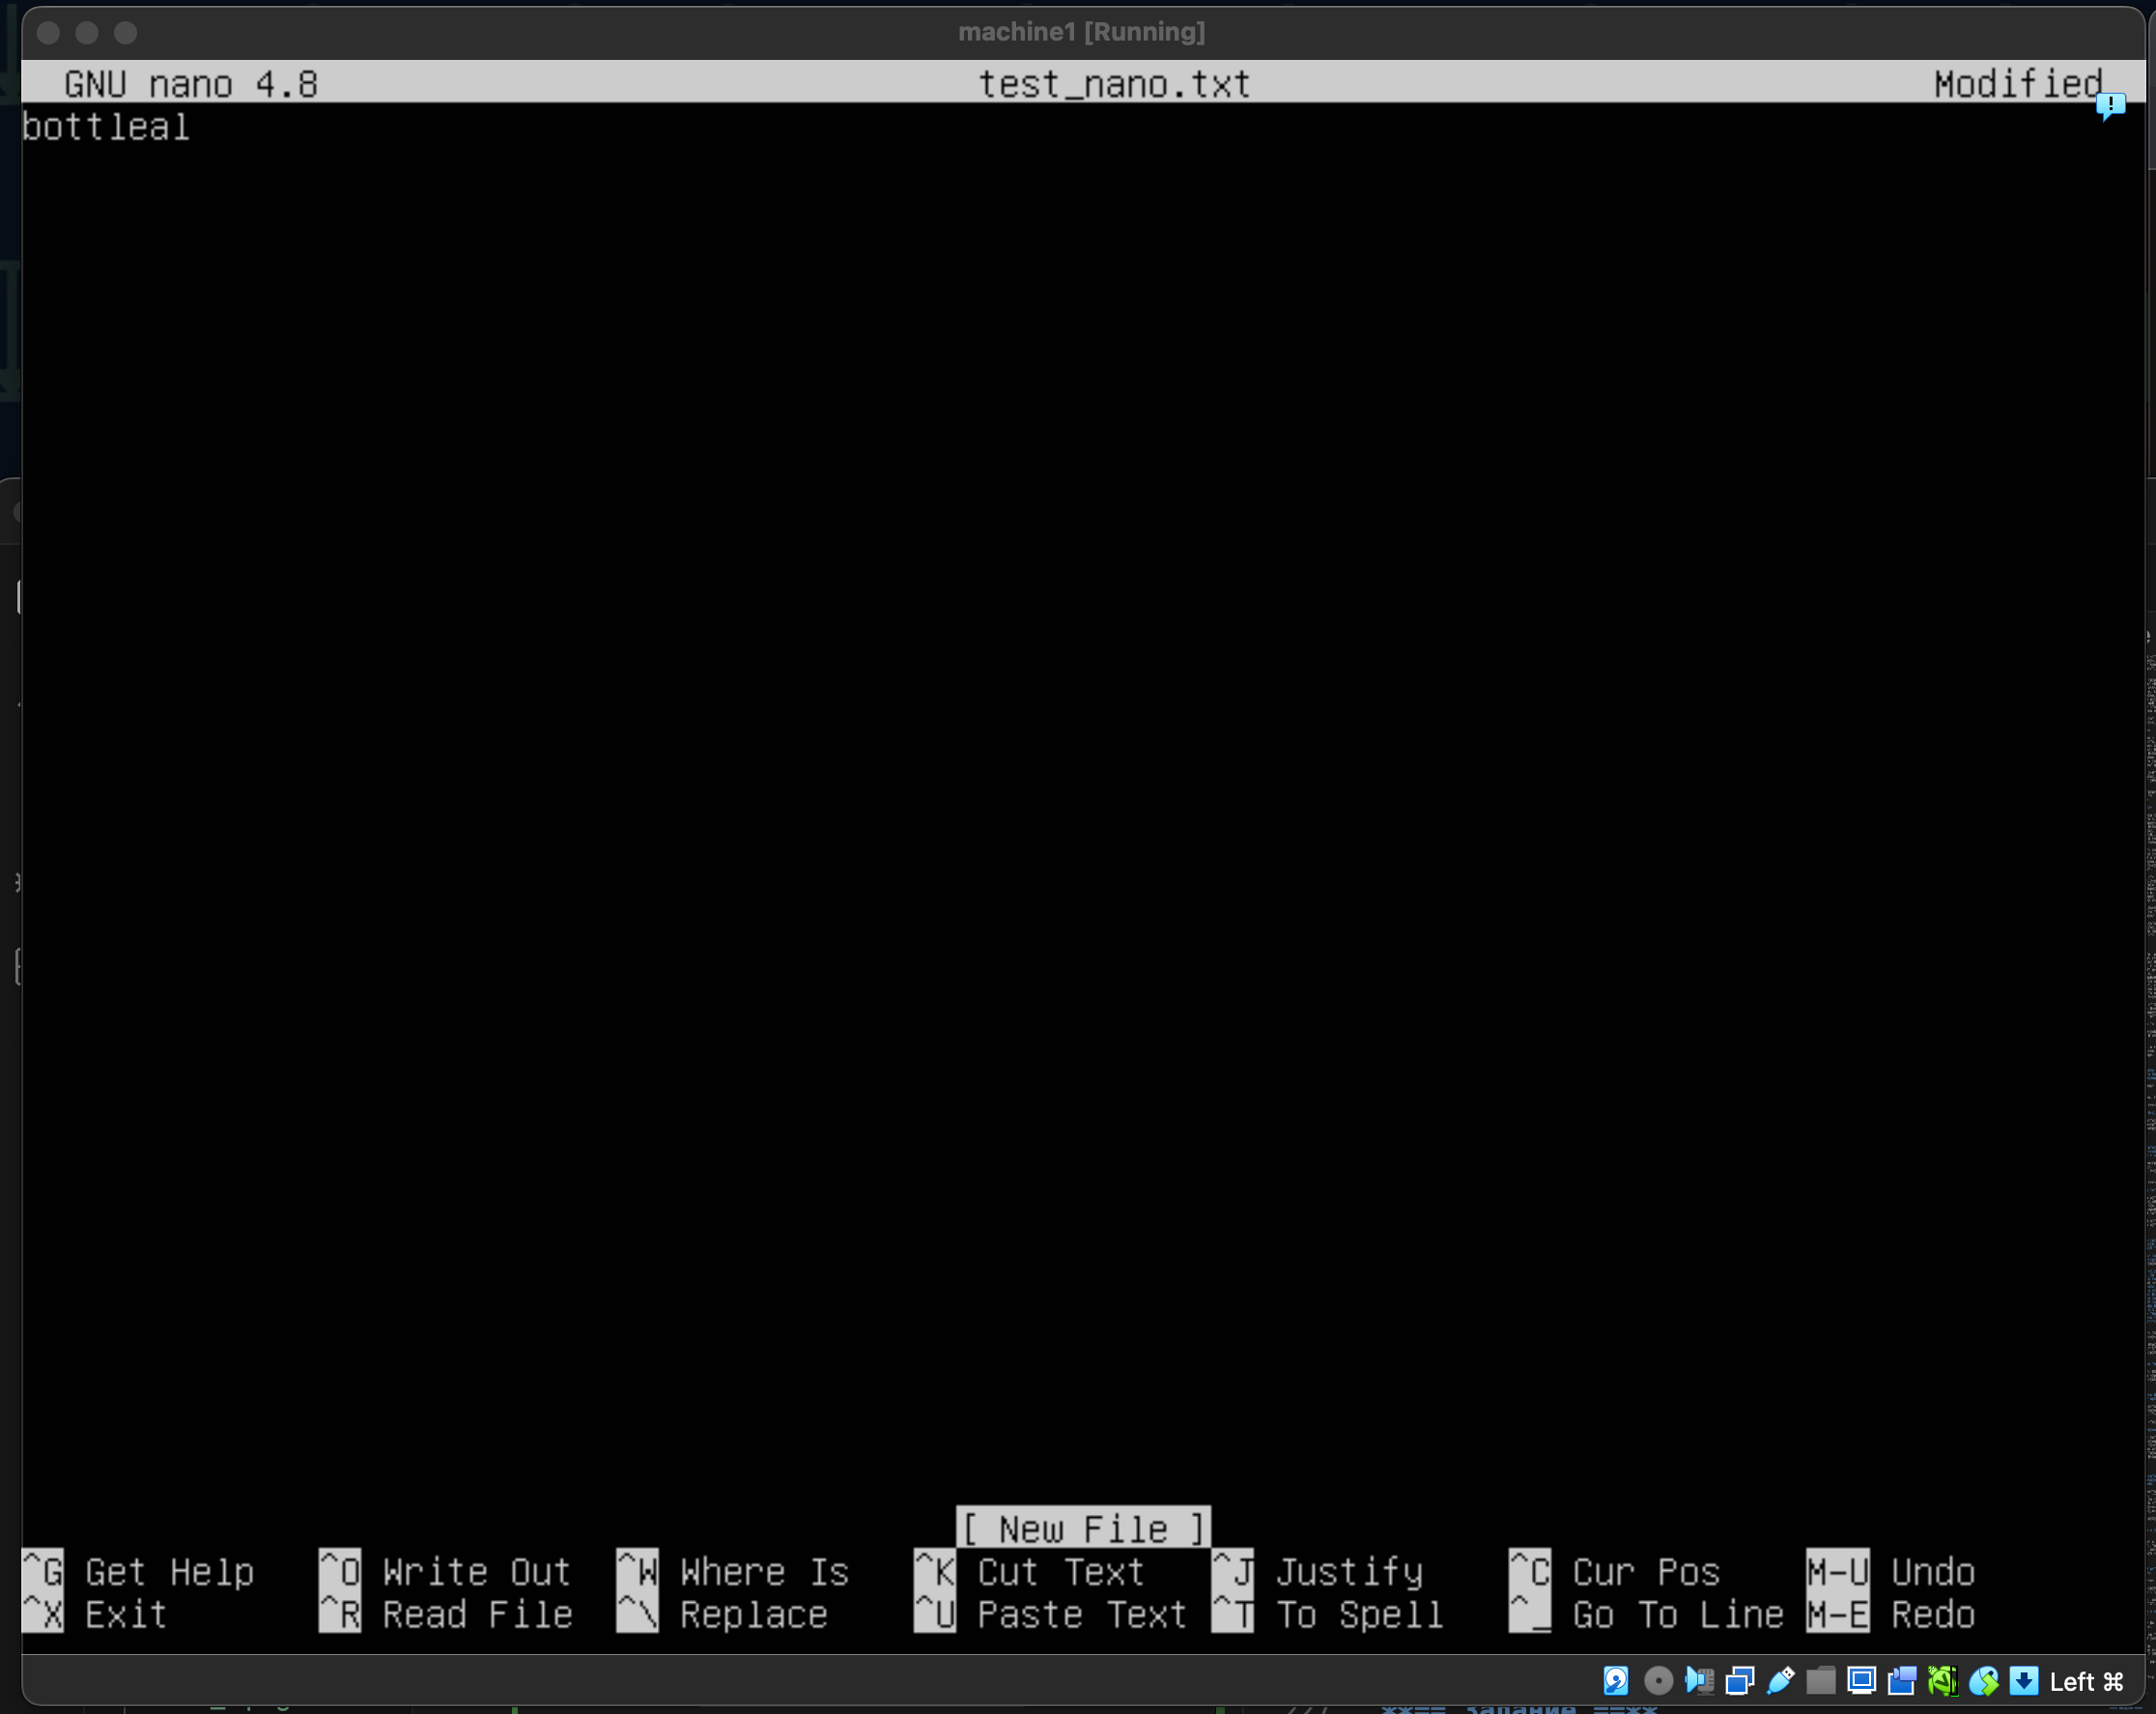 machine1 [Running]
GNU nano 4.8 test_nano.txt Modified
bottleal
[ New File ]
^G Get Help ^O Write Out ^W Where Is ^K Cut Text ^J Justify ^C Cur Pos M-U Undo
^X Exit ^R Read File ^\ Replace ^U Paste Text ^T To Spell ^_ Go To Line M-E Redo
Left ⌘